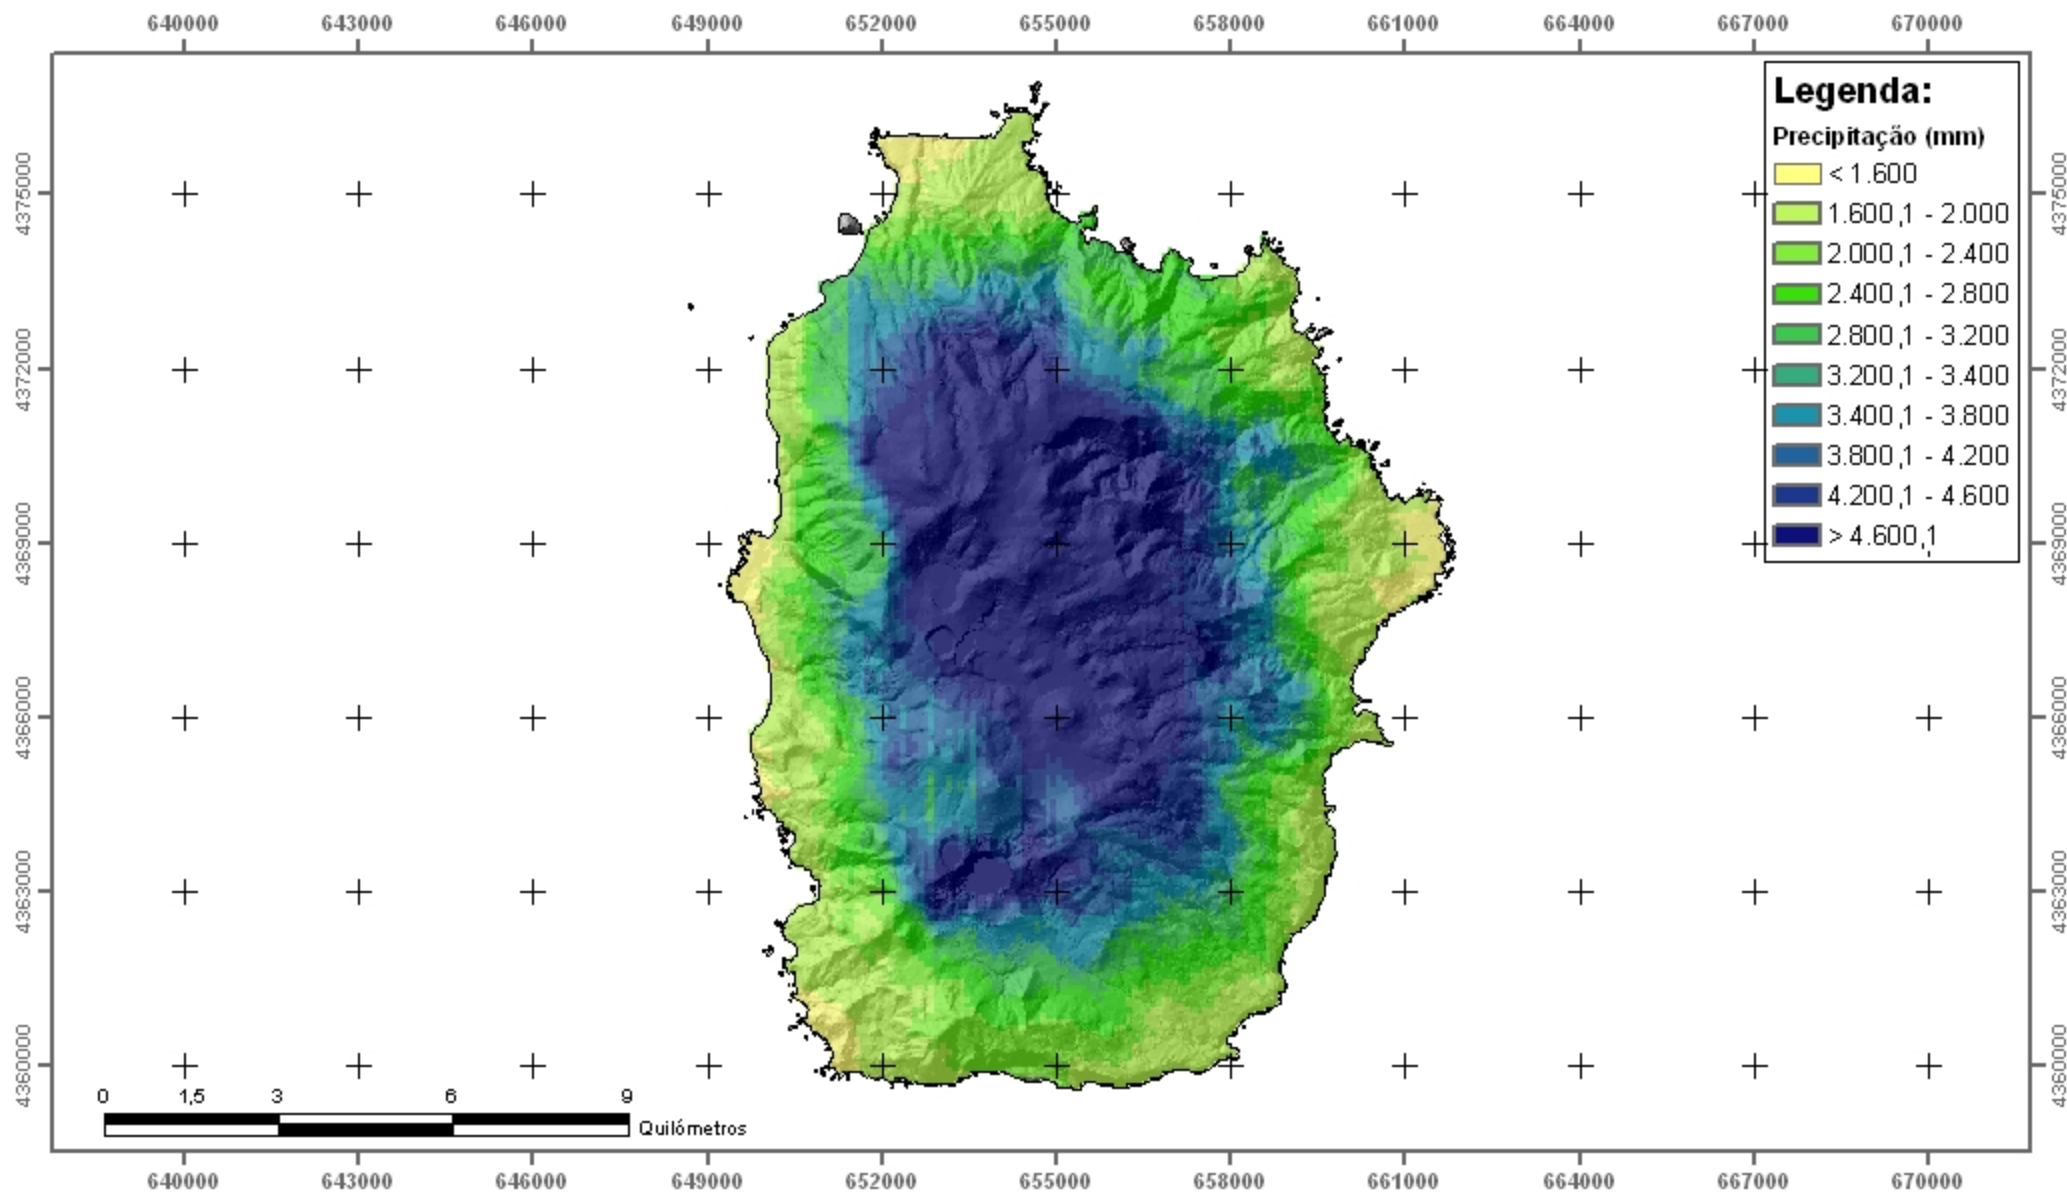 640000 643000 646000 649000 652000 655000 658000 661000 664000 667000 670000
Legenda:
Precipitação (mm)
< 1.600
1.600,1 - 2.000
2.000,1 - 2.400
2.400,1 - 2.800
2.800,1 - 3.200
3.200,1 - 3.400
3.400,1 - 3.800
3.800,1 - 4.200
4.200,1 - 4.600
> 4.600,1
4375000 4375000
4372000 4372000
4369000 4369000
4366000 4366000
4363000 4363000
4360000 4360000
0 1,5 3 6 9
Quilómetros
640000 643000 646000 649000 652000 655000 658000 661000 664000 667000 670000